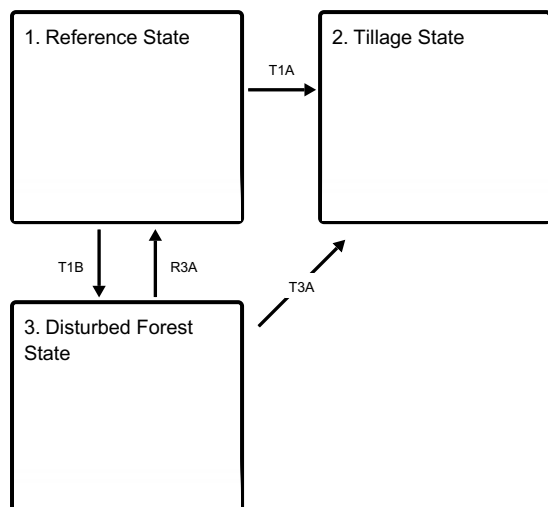 1. Reference State
2. Tillage State
T1A
T1B
R3A
T3A
3. Disturbed Forest
State